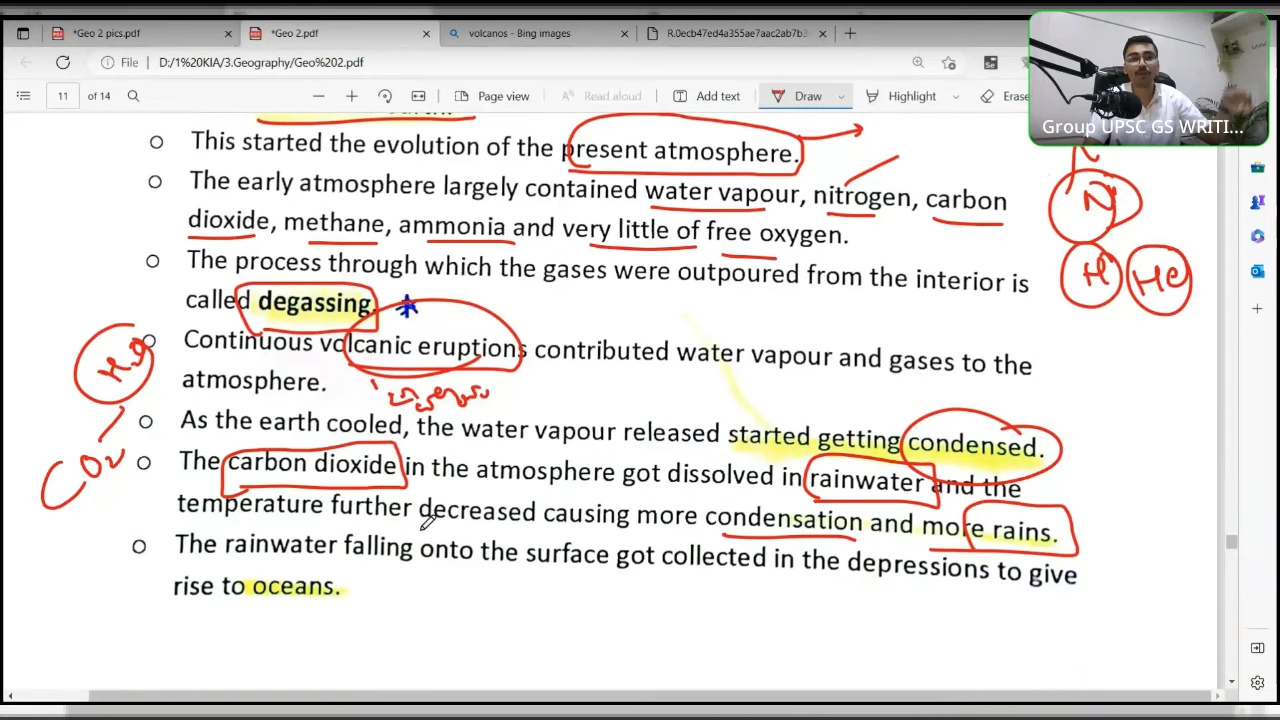 *Geo 2 pics.pdf
*Geo 2.pdf
volcanos - Bing images
R.0ecb47ed4a355ae7aac2ab7b3
File
D:/1%20KIA/3.Geography/Geo%202.pdf
11 of 14
Page view
Read aloud
Add text
Draw
Highlight
Erase
Group UPSC GS WRITI...
This started the evolution of the present atmosphere.
The early atmosphere largely contained water vapour, nitrogen, carbon
dioxide, methane, ammonia and very little of free oxygen.
The process through which the gases were outpoured from the interior is
called degassing.
Continuous volcanic eruptions contributed water vapour and gases to the
atmosphere.
As the earth cooled, the water vapour released started getting condensed.
The carbon dioxide in the atmosphere got dissolved in rainwater and the
temperature further decreased causing more condensation and more rains.
The rainwater falling onto the surface got collected in the depressions to give
rise to oceans.
N
H He
CO2